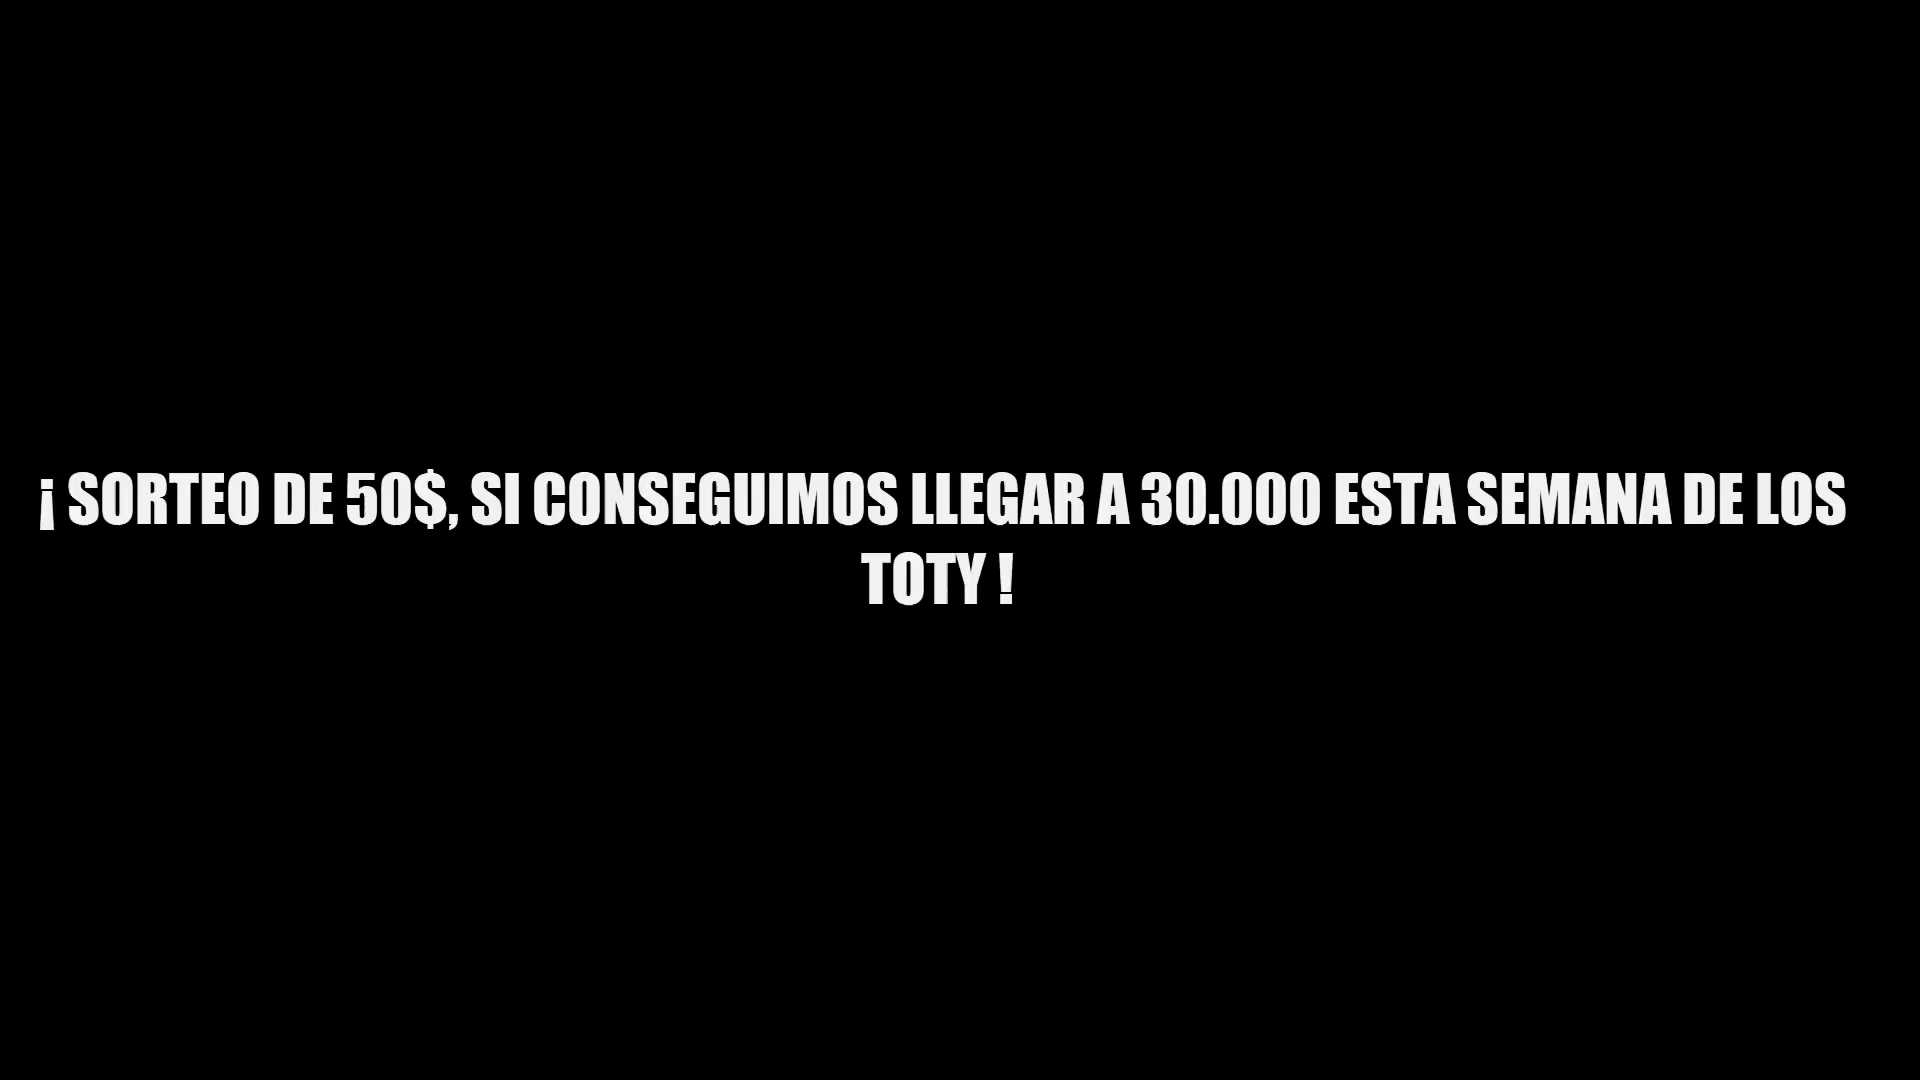 ¡ SORTEO DE 50$, SI CONSEGUIMOS LLEGAR A 30.000 ESTA SEMANA DE LOS
TOTY !